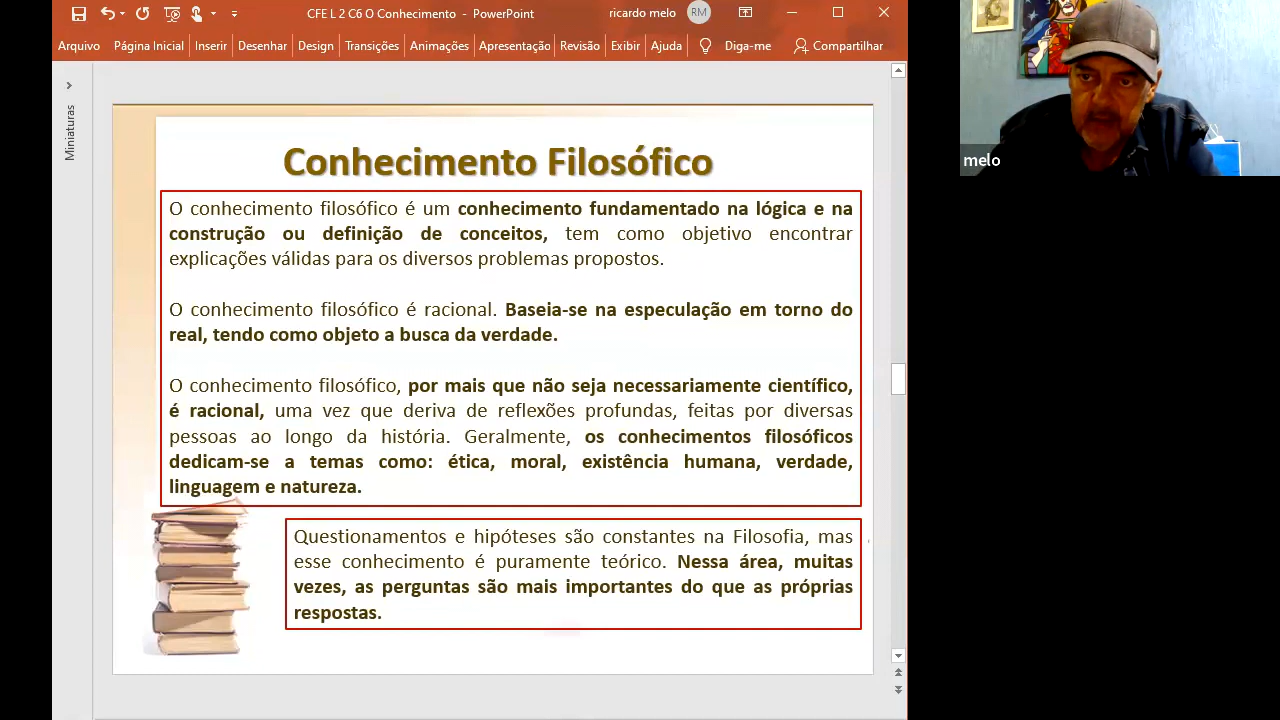 CFE L 2 C6 O Conhecimento - PowerPoint
ricardo melo
RM
Arquivo
Página Inicial
Inserir
Desenhar
Design
Transições
Animações
Apresentação
Revisão
Exibir
Ajuda
Diga-me
Compartilhar
Miniaturas
Conhecimento Filosófico
O conhecimento filosófico é um conhecimento fundamentado na lógica e na
construção ou definição de conceitos, tem como objetivo encontrar
explicações válidas para os diversos problemas propostos.
O conhecimento filosófico é racional. Baseia-se na especulação em torno do
real, tendo como objeto a busca da verdade.
O conhecimento filosófico, por mais que não seja necessariamente científico,
é racional, uma vez que deriva de reflexões profundas, feitas por diversas
pessoas ao longo da história. Geralmente, os conhecimentos filosóficos
dedicam-se a temas como: ética, moral, existência humana, verdade,
linguagem e natureza.
Questionamentos e hipóteses são constantes na Filosofia, mas
esse conhecimento é puramente teórico. Nessa área, muitas
vezes, as perguntas são mais importantes do que as próprias
respostas.
melo